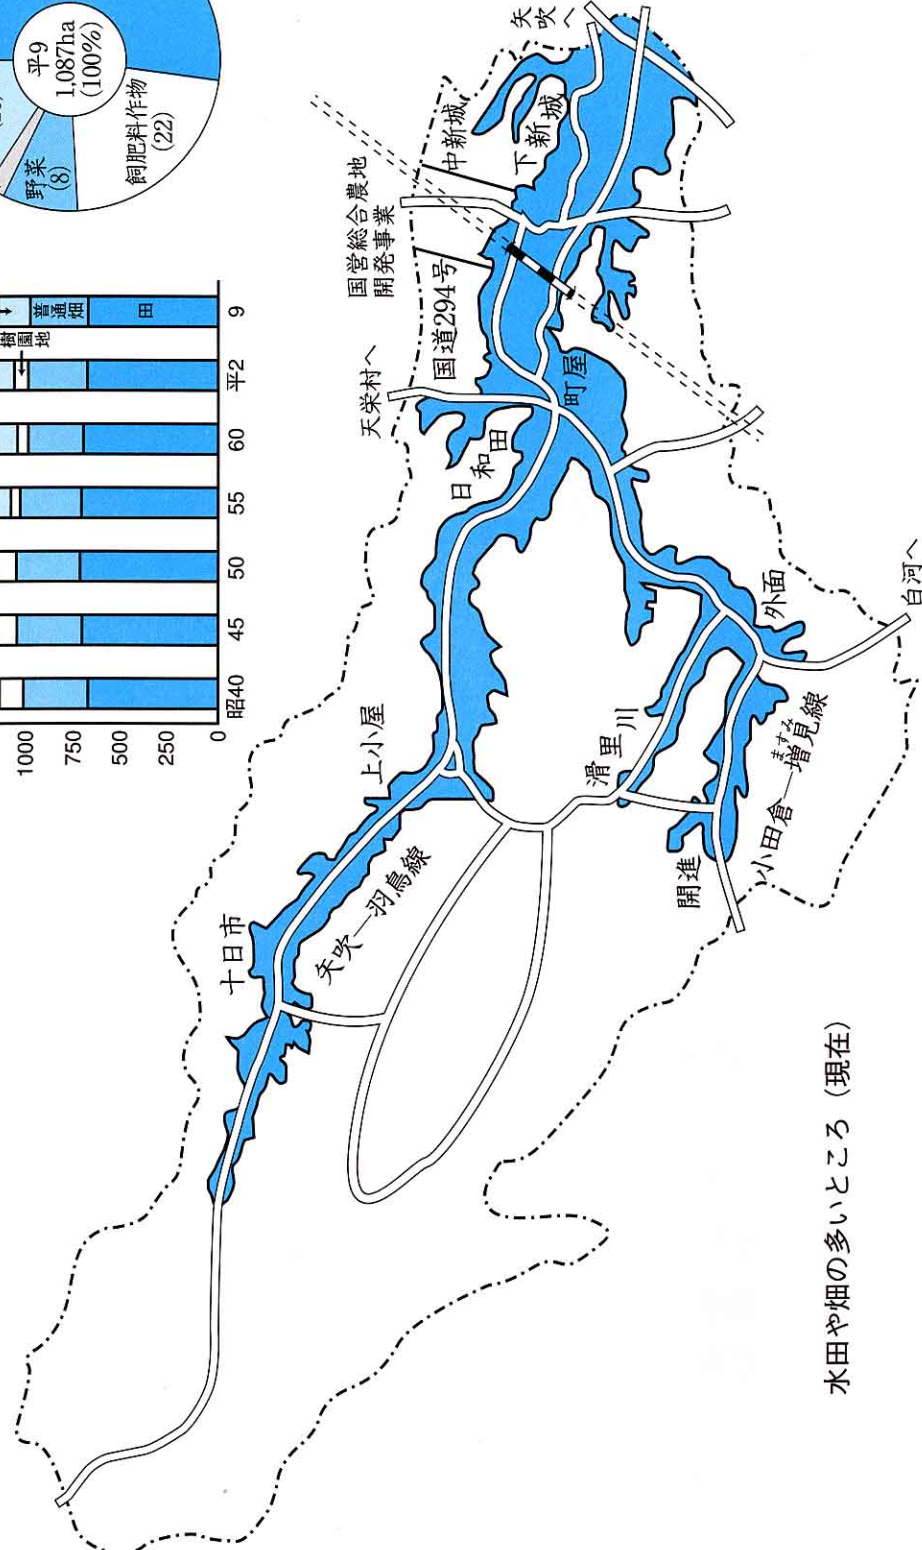 平9
1,087ha
(100%)
野菜
(8)
飼肥料作物
(22)
1000
750
500
250
0
昭40
45
50
55
60
平2
9
樹園地
普通畑
田
矢吹へ
中新城
下新城
国営総合農地
開発事業
国道294号
天栄村へ
町屋
日和田
上小屋
十日市
矢吹―羽鳥線
滑里川
外面
白河へ
開進
ますみ
小田倉―増見線
水田や畑の多いところ（現在）